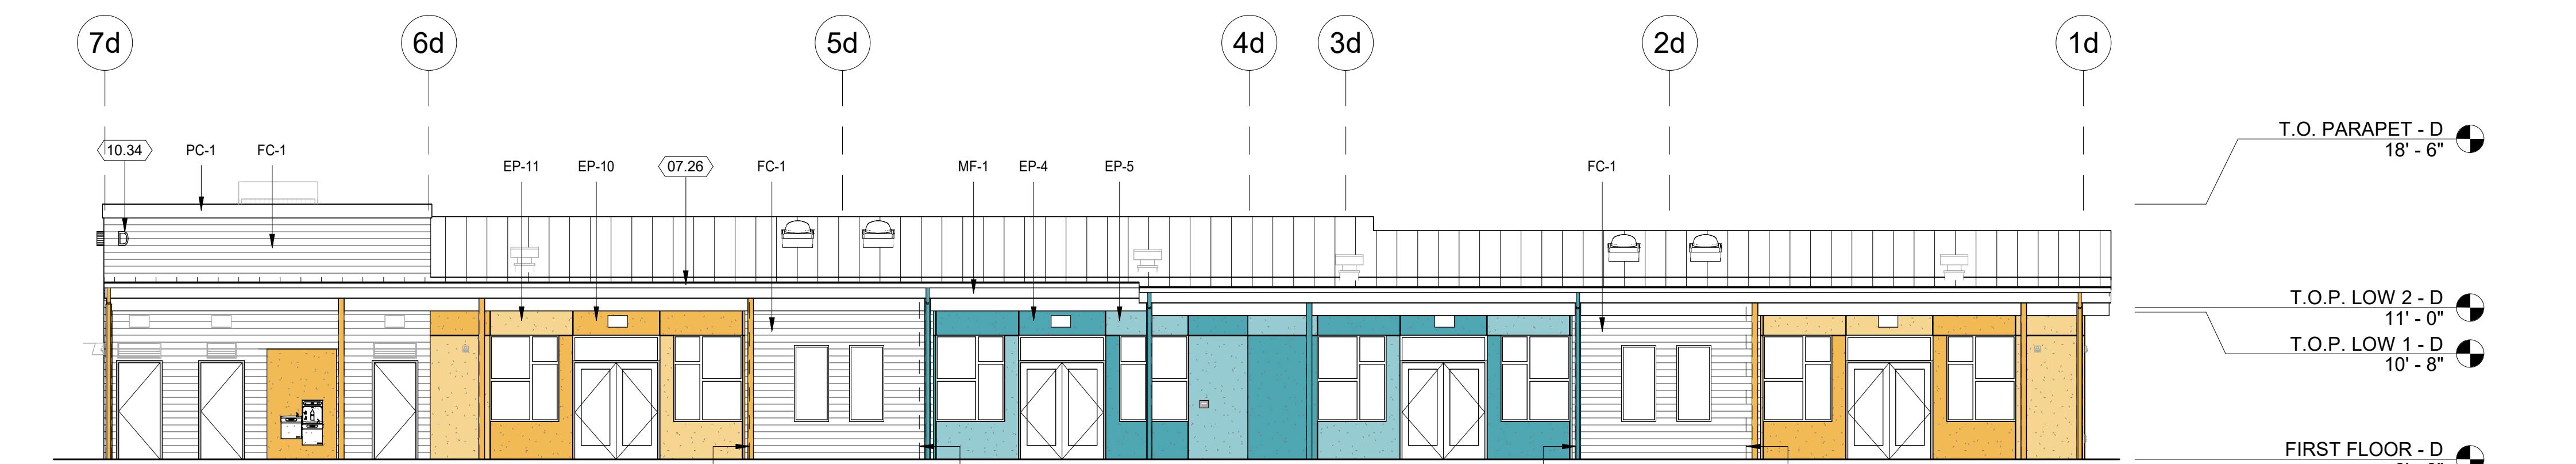 7d
6d
5d
4d
3d
2d
1d
T.O. PARAPET - D
18' - 6"
10.34
PC-1
FC-1
EP-11
EP-10
07.26
FC-1
MF-1
EP-4
EP-5
FC-1
T.O.P. LOW 2 - D
11' - 0"
T.O.P. LOW 1 - D
10' - 8"
FIRST FLOOR - D